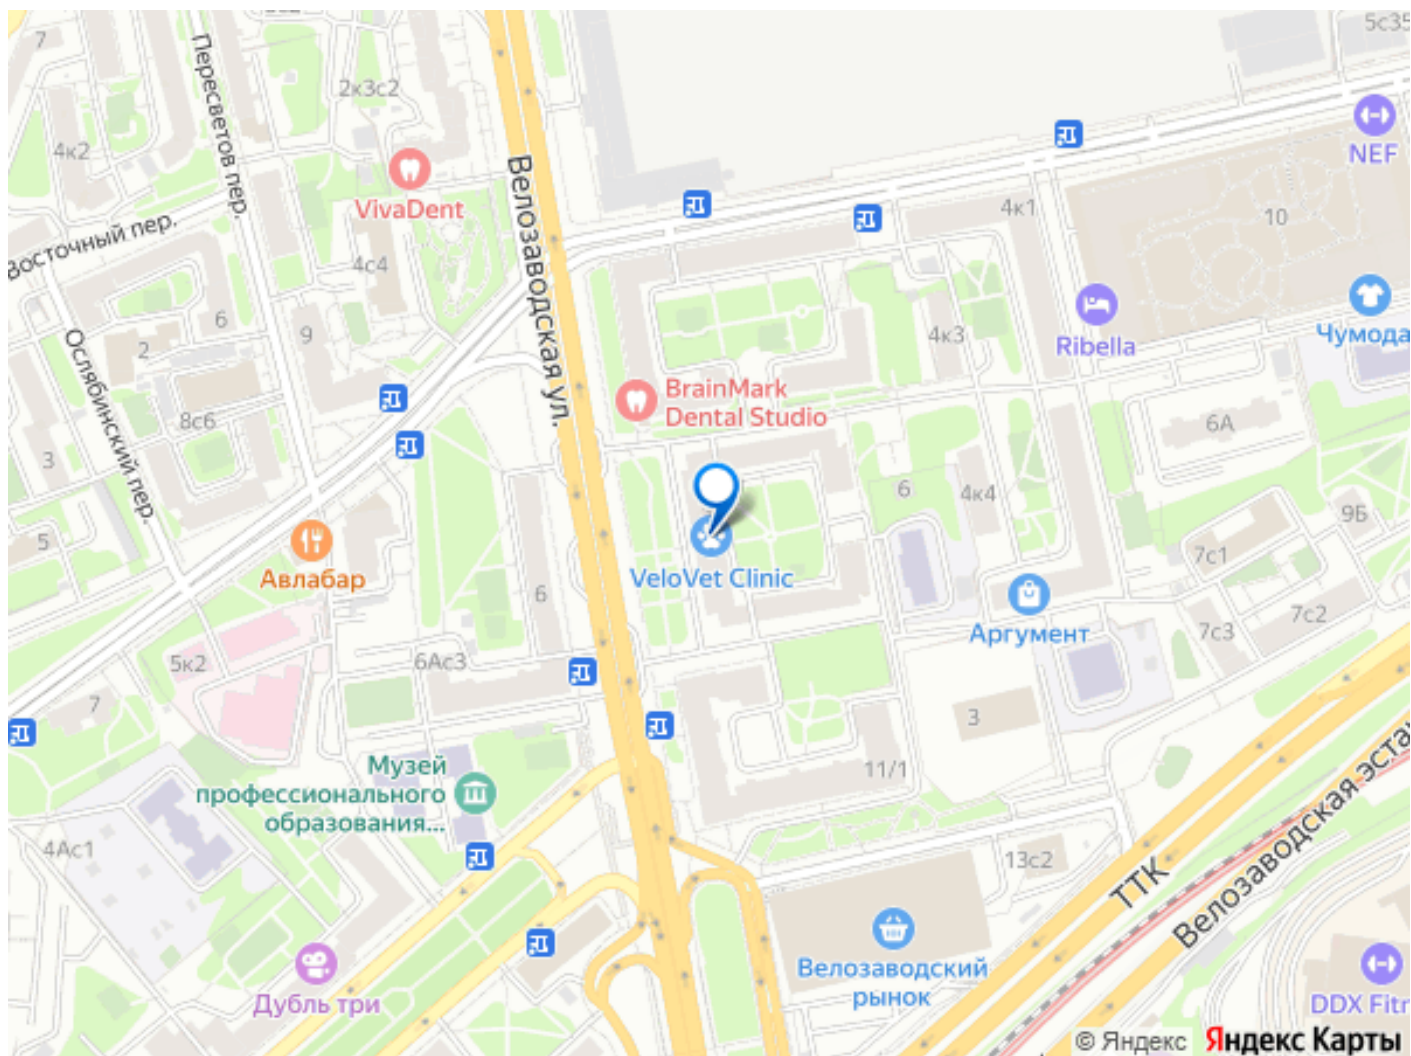 7
2к3с2
5с35
Пересветов пер.
4к2
VivaDent
Велозаводская ул.
NEF
4к1
10
Восточный пер.
4с4
6
9
2
Ослябинский пер.
8с6
3
5
4к3
Ribella
Чумода
BrainMark
Dental Studio
6А
6
4к4
9Б
7с1
VeloVet Clinic
Авлабар
6
Аргумент
7с2
7с3
5к2
6Ас3
7
3
11/1
Музей
профессионального
образования...
4Ас1
13с2
ТТК
Велозаводская эста
Велозаводский
рынок
Дубль три
DDX Fitr
© Яндекс Яндекс Карты